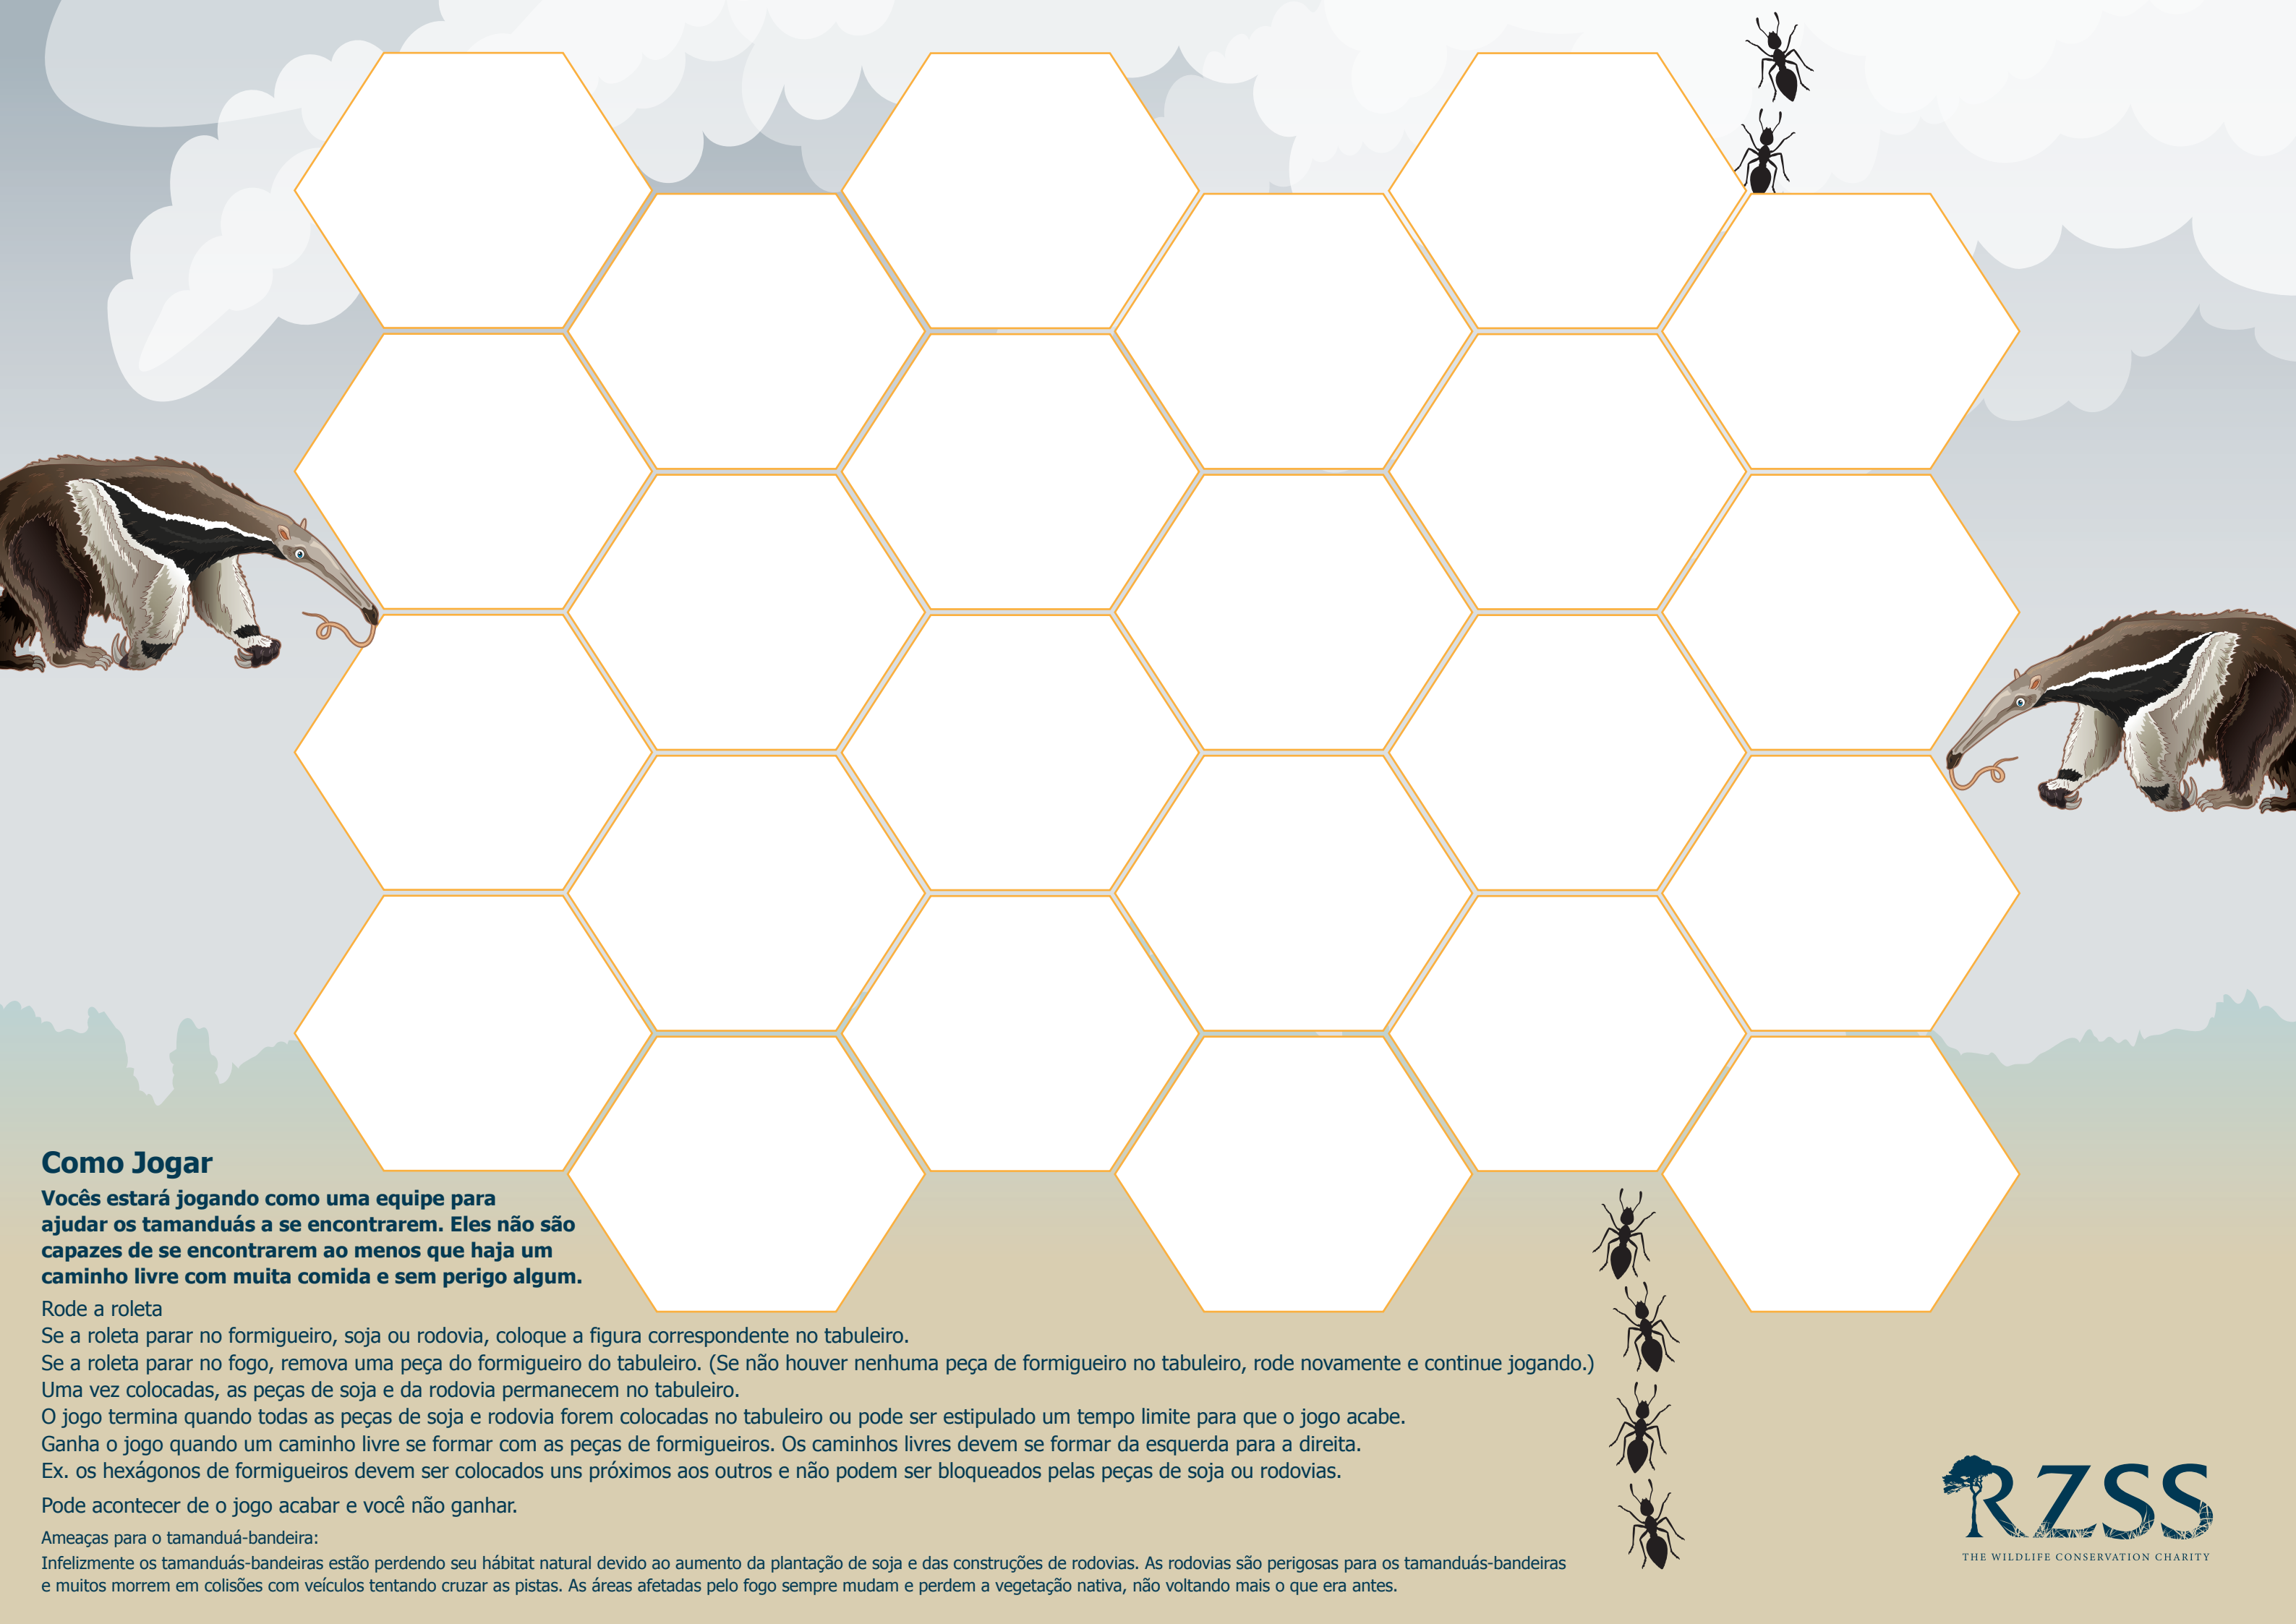 Como Jogar
Vocês estará jogando como uma equipe para
ajudar os tamanduás a se encontrarem. Eles não são
capazes de se encontrarem ao menos que haja um
caminho livre com muita comida e sem perigo algum.
Rode a roleta
Se a roleta parar no formigueiro, soja ou rodovia, coloque a figura correspondente no tabuleiro.
Se a roleta parar no fogo, remova uma peça do formigueiro do tabuleiro. (Se não houver nenhuma peça de formigueiro no tabuleiro, rode novamente e continue jogando.)
Uma vez colocadas, as peças de soja e da rodovia permanecem no tabuleiro.
O jogo termina quando todas as peças de soja e rodovia forem colocadas no tabuleiro ou pode ser estipulado um tempo limite para que o jogo acabe.
Ganha o jogo quando um caminho livre se formar com as peças de formigueiros. Os caminhos livres devem se formar da esquerda para a direita.
Ex. os hexágonos de formigueiros devem ser colocados uns próximos aos outros e não podem ser bloqueados pelas peças de soja ou rodovias.
Pode acontecer de o jogo acabar e você não ganhar.
Ameaças para o tamanduá-bandeira:
Infelizmente os tamanduás-bandeiras estão perdendo seu hábitat natural devido ao aumento da plantação de soja e das construções de rodovias. As rodovias são perigosas para os tamanduás-bandeiras
e muitos morrem em colisões com veículos tentando cruzar as pistas. As áreas afetadas pelo fogo sempre mudam e perdem a vegetação nativa, não voltando mais o que era antes.
RZSS
THE WILDLIFE CONSERVATION CHARITY